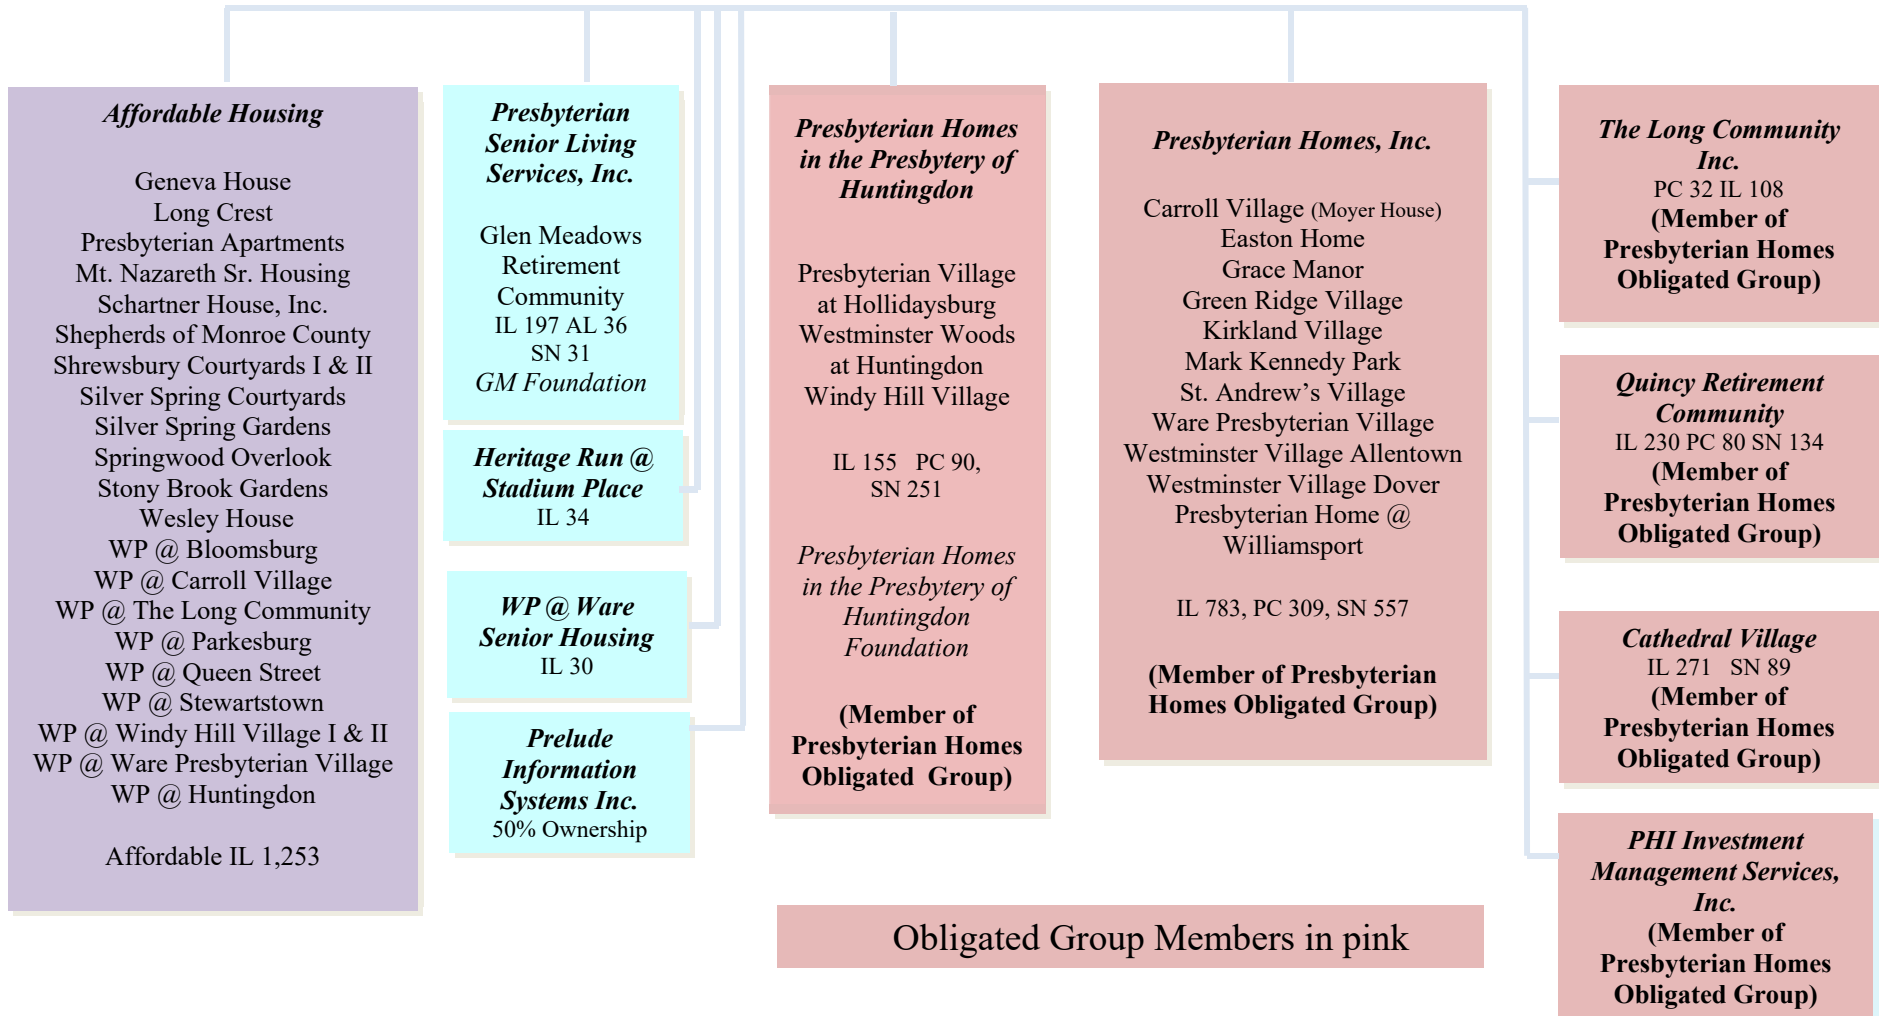 Affordable Housing
Geneva House
Long Crest
Presbyterian Apartments
Mt. Nazareth Sr. Housing
Schartner House, Inc.
Shepherds of Monroe County
Shrewsbury Courtyards I & II
Silver Spring Courtyards
Silver Spring Gardens
Springwood Overlook
Stony Brook Gardens
Wesley House
WP @ Bloomsburg
WP @ Carroll Village
WP @ The Long Community
WP @ Parkesburg
WP @ Queen Street
WP @ Stewartstown
WP @ Windy Hill Village I & II
WP @ Ware Presbyterian Village
WP @ Huntingdon
Affordable IL 1,253
Presbyterian
Senior Living
Services, Inc.
Glen Meadows
Retirement
Community
IL 197 AL 36
SN 31
GM Foundation
Heritage Run @
Stadium Place
IL 34
WP @ Ware
Senior Housing
IL 30
Prelude
Information
Systems Inc.
50% Ownership
Presbyterian Homes
in the Presbytery of
Huntingdon
Presbyterian Village
at Hollidaysburg
Westminster Woods
at Huntingdon
Windy Hill Village
IL 155 PC 90,
SN 251
Presbyterian Homes
in the Presbytery of
Huntingdon
Foundation
(Member of
Presbyterian Homes
Obligated Group)
Presbyterian Homes, Inc.
Carroll Village (Moyer House)
Easton Home
Grace Manor
Green Ridge Village
Kirkland Village
Mark Kennedy Park
St. Andrew’s Village
Ware Presbyterian Village
Westminster Village Allentown
Westminster Village Dover
Presbyterian Home @
Williamsport
IL 783, PC 309, SN 557
(Member of Presbyterian
Homes Obligated Group)
The Long Community
Inc.
PC 32 IL 108
(Member of
Presbyterian Homes
Obligated Group)
Quincy Retirement
Community
IL 230 PC 80 SN 134
(Member of
Presbyterian Homes
Obligated Group)
Cathedral Village
IL 271 SN 89
(Member of
Presbyterian Homes
Obligated Group)
PHI Investment
Management Services,
Inc.
(Member of
Presbyterian Homes
Obligated Group)
Obligated Group Members in pink